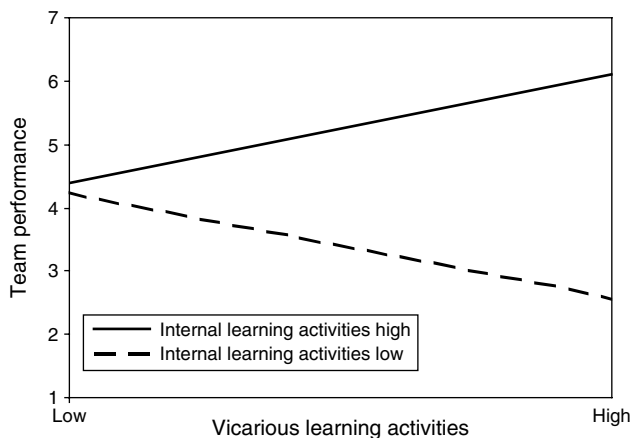 7
6
5
4
3
2
1
Team performance
Internal learning activities high
Internal learning activities low
Low
High
Vicarious learning activities